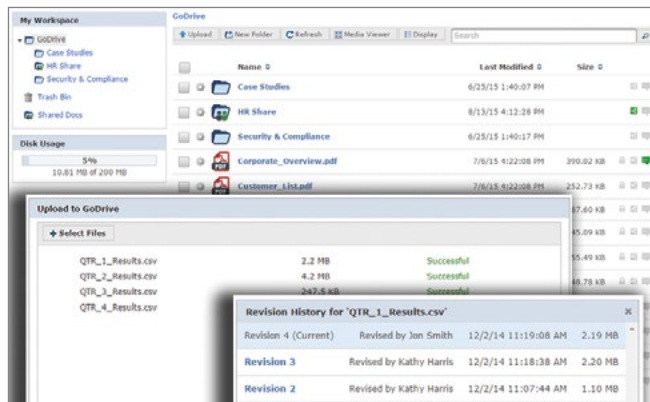 My Workspace
GoDrive
Case Studies
HR Share
Security & Compliance
Trash Bin
Shared Docs
Disk Usage
5%
10.81 MB of 200 MB
GoDrive
Upload New Folder Refresh Media Viewer Display Search
Name Last Modified Size
Case Studies 6/25/15 1:40:07 PM
HR Share 8/13/15 4:12:28 PM
Security & Compliance 6/25/15 1:40:17 PM
Corporate_Overview.pdf 7/6/15 4:22:08 PM 390.02 KB
Customer_List.pdf 7/6/15 4:22:08 PM 252.73 KB
Upload to GoDrive
Select Files
QTR_1_Results.csv 2.2 MB Successful
QTR_2_Results.csv 4.2 MB Successful
QTR_3_Results.csv 247.5 KB Successful
QTR_4_Results.csv
Revision History for 'QTR_1_Results.csv'
Revision 4 (Current) Revised by Jon Smith 12/2/14 11:19:08 AM 2.19 MB
Revision 3 Revised by Kathy Harris 12/2/14 11:18:38 AM 2.20 MB
Revision 2 Revised by Kathy Harris 12/2/14 11:07:44 AM 1.10 MB